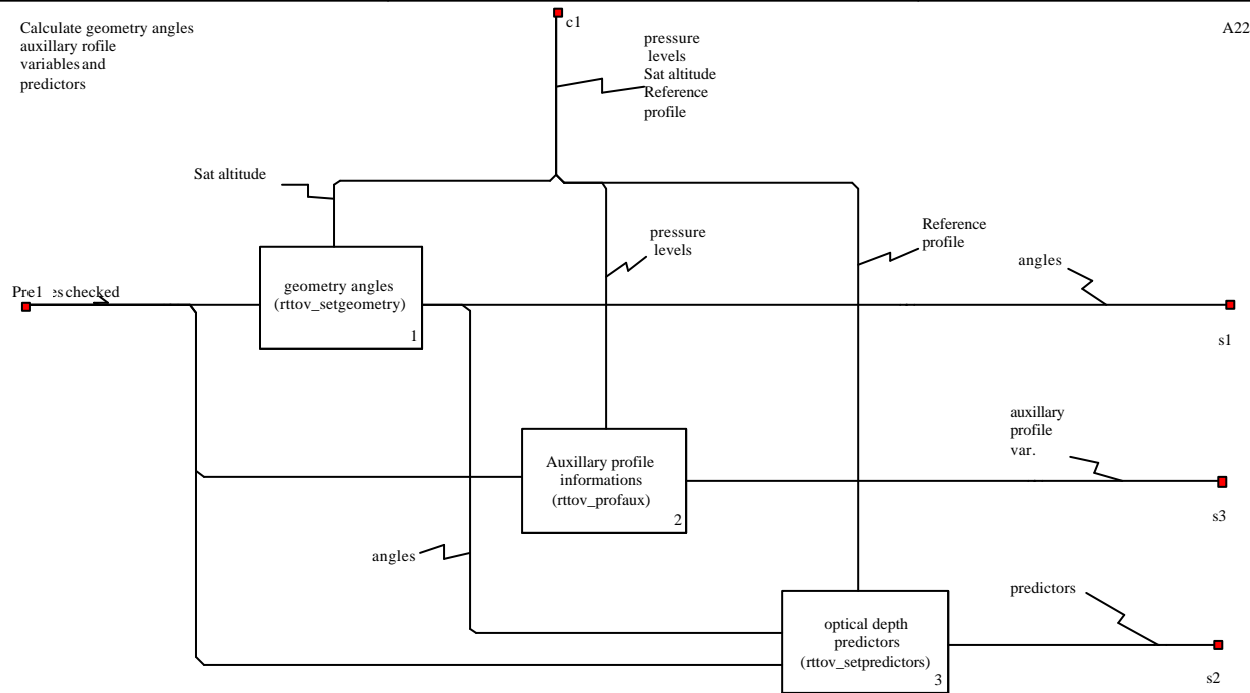 Calculate geometry angles
auxillary rofile
variables and
predictors
c1
A22
pressure
levels
Sat altitude
Reference
profile
Sat altitude
Reference
profile
pressure
levels
angles
checked
geometry angles
(rttov_setgeometry)
1
s1
auxillary
profile
var.
Auxillary profile
informations
(rttov_profaux)
2
s3
angles
predictors
optical depth
predictors
(rttov_setpredictors)
3
s2